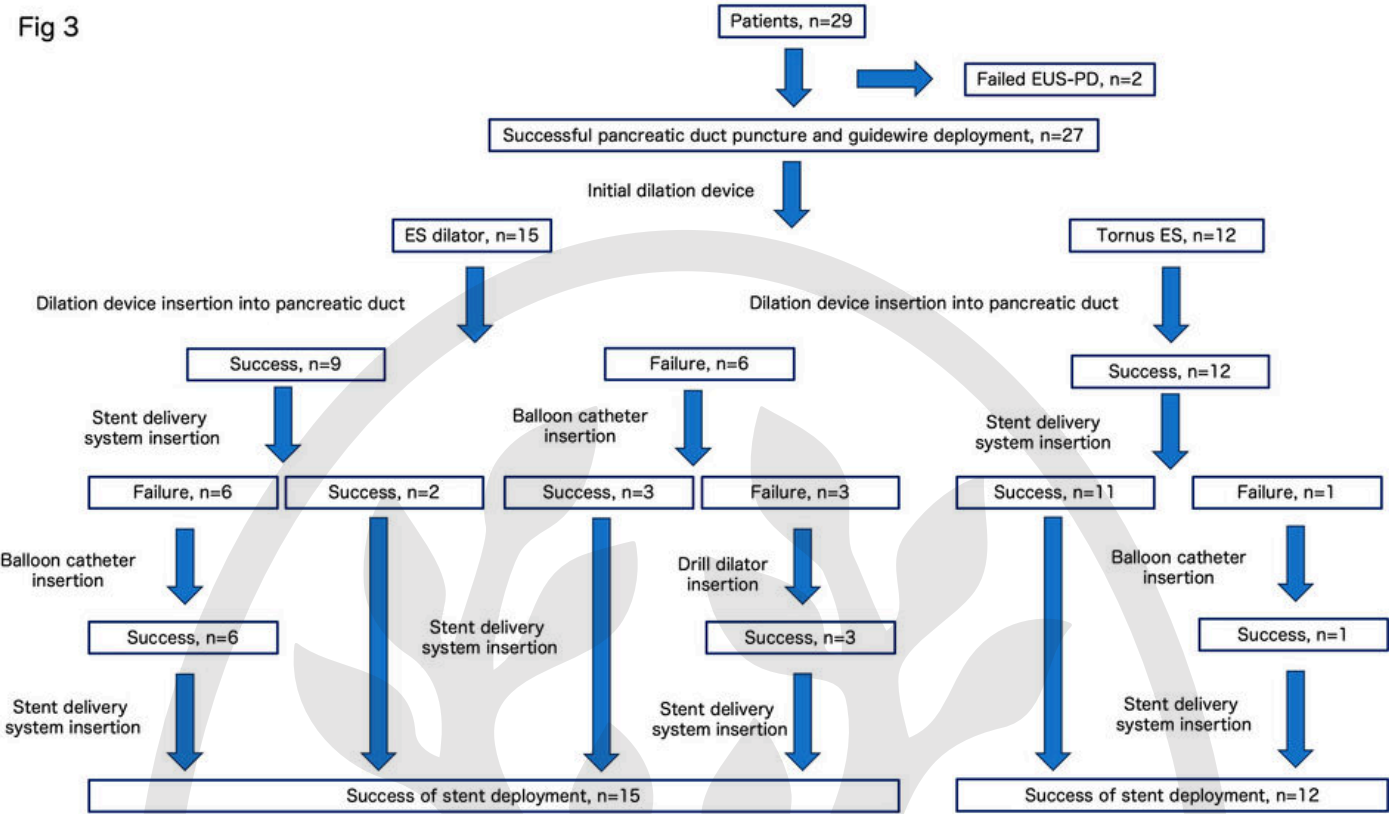 Fig 3
Patients, n=29
Failed EUS-PD, n=2
Successful pancreatic duct puncture and guidewire deployment, n=27
Initial dilation device
ES dilator, n=15
Tornus ES, n=12
Dilation device insertion into pancreatic duct
Dilation device insertion into pancreatic duct
Success, n=9
Failure, n=6
Success, n=12
Stent delivery
system insertion
Balloon catheter
insertion
Stent delivery
system insertion
Failure, n=6
Success, n=2
Success, n=3
Failure, n=3
Success, n=11
Failure, n=1
Balloon catheter
insertion
Drill dilator
insertion
Balloon catheter
insertion
Success, n=6
Stent delivery
system insertion
Success, n=3
Success, n=1
Stent delivery
system insertion
Stent delivery
system insertion
Stent delivery
system insertion
Success of stent deployment, n=15
Success of stent deployment, n=12